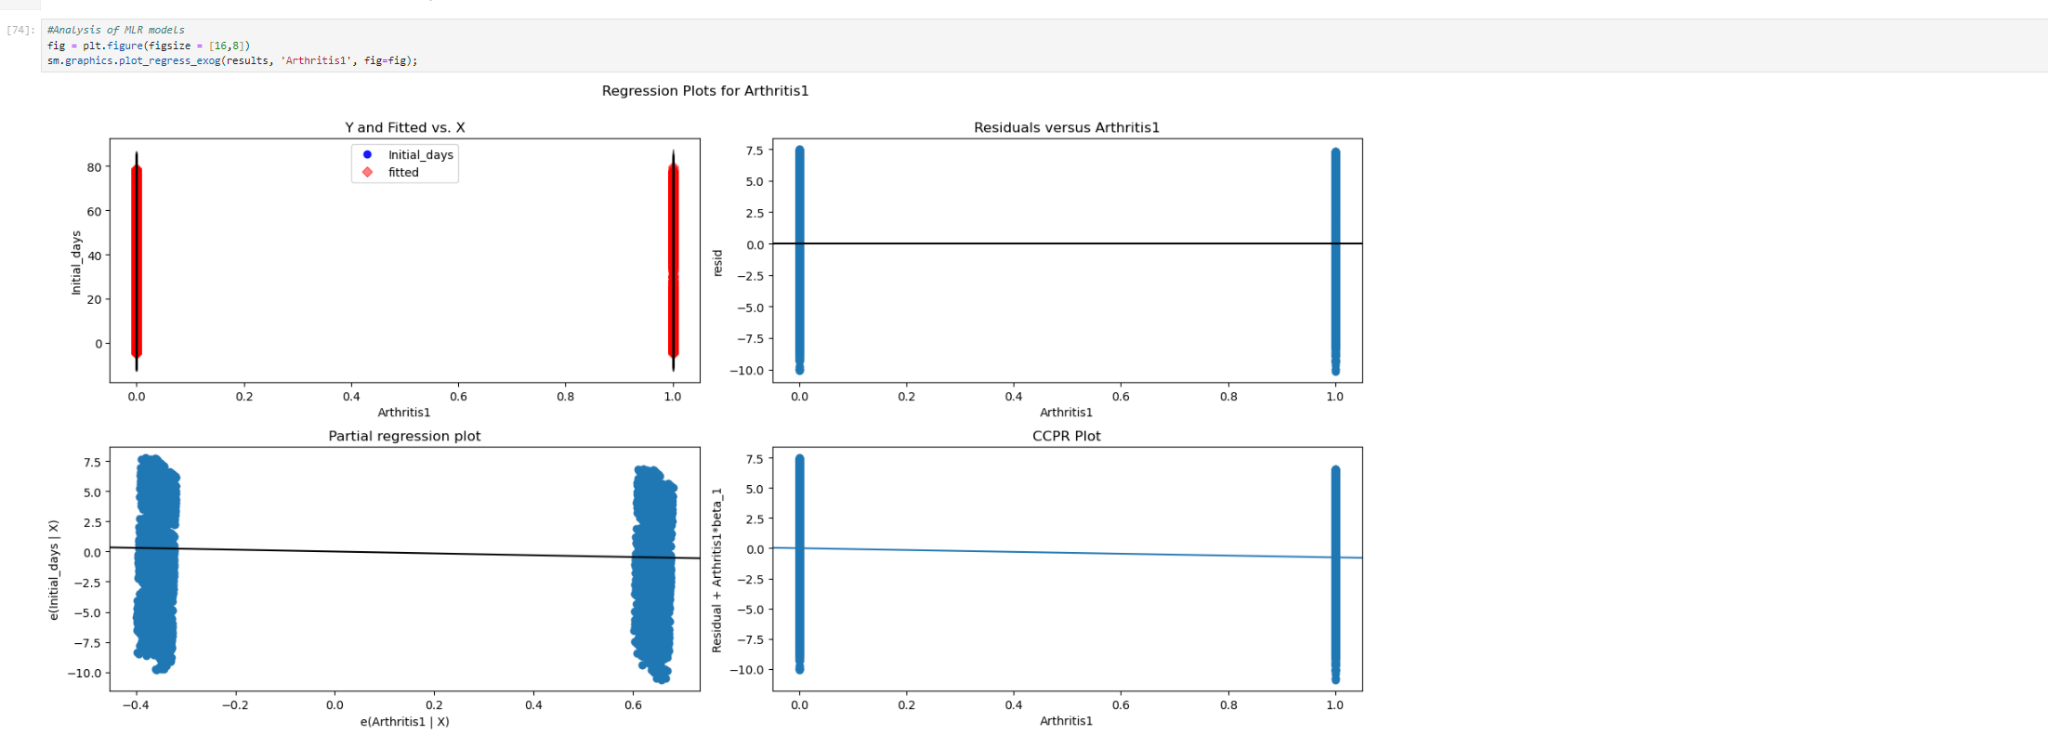 [74]: #Analysis of MLR models
fig = plt.figure(figsize = [16,8])
sm.graphics.plot_regress_exog(results, 'Arthritis1', fig=fig);
Regression Plots for Arthritis1
Y and Fitted vs. X
Initial_days
fitted
80
60
40
20
0
Initial_days
0.0 0.2 0.4 0.6 0.8 1.0
Arthritis1
Residuals versus Arthritis1
7.5
5.0
2.5
0.0
−2.5
−5.0
−7.5
−10.0
resid
0.0 0.2 0.4 0.6 0.8 1.0
Arthritis1
Partial regression plot
7.5
5.0
2.5
0.0
−2.5
−5.0
−7.5
−10.0
e(Initial_days | X)
−0.4 −0.2 0.0 0.2 0.4 0.6
e(Arthritis1 | X)
CCPR Plot
7.5
5.0
2.5
0.0
−2.5
−5.0
−7.5
−10.0
Residual + Arthritis1*beta_1
0.0 0.2 0.4 0.6 0.8 1.0
Arthritis1